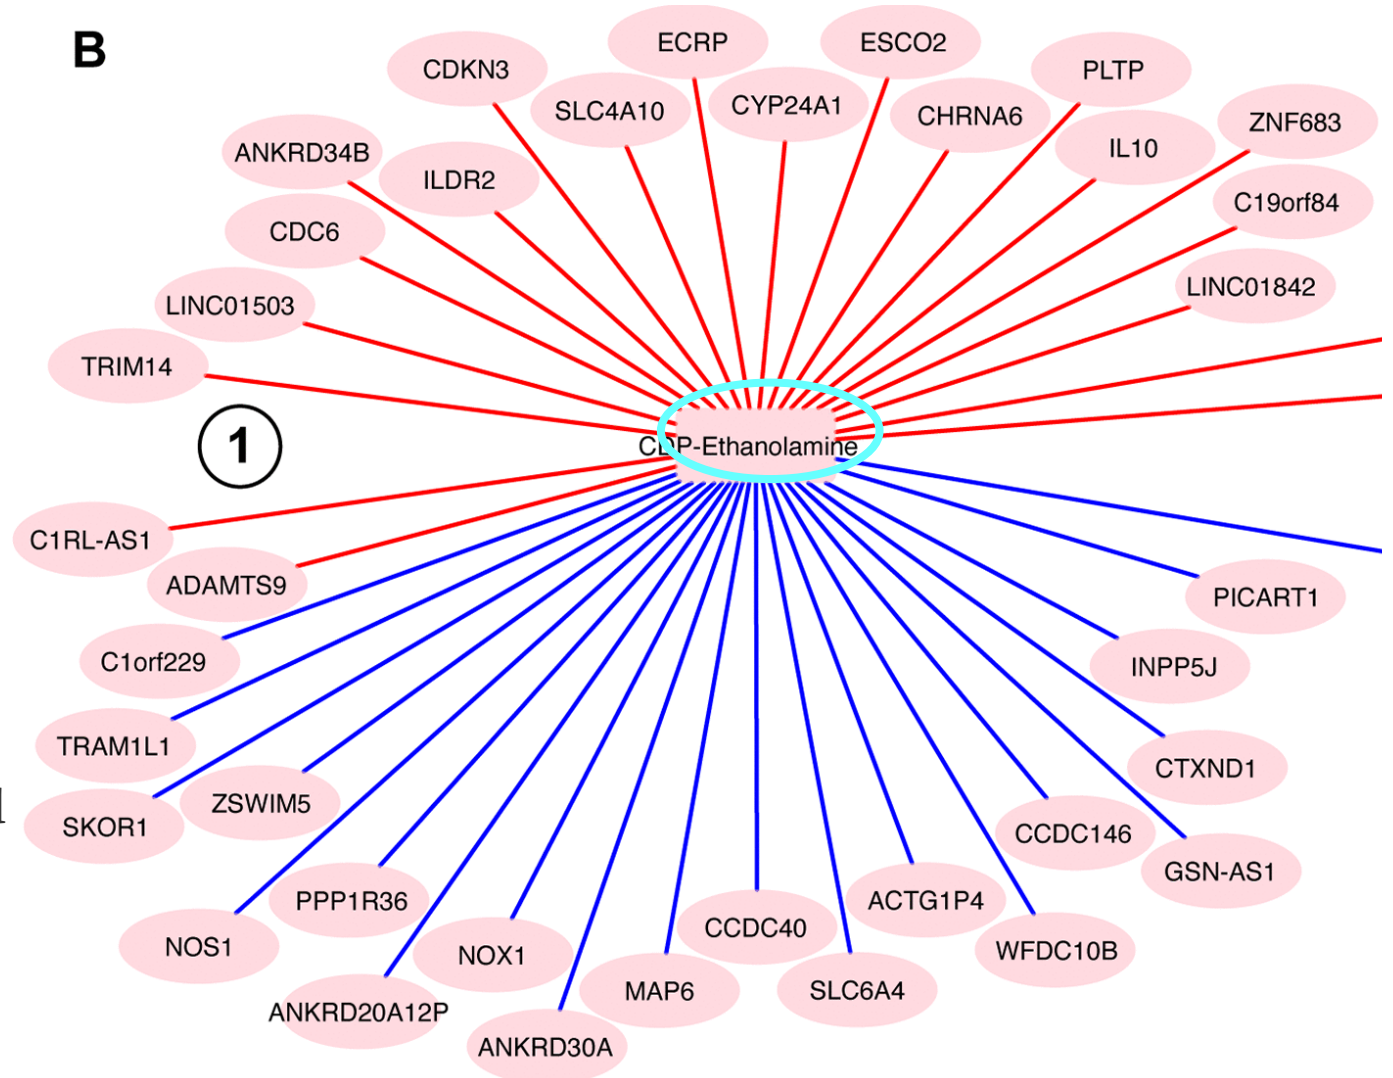 B
ECRP
ESCO2
CDKN3
PLTP
SLC4A10
CYP24A1
CHRNA6
ZNF683
ANKRD34B
ILDR2
IL10
C19orf84
CDC6
LINC01842
LINC01503
TRIM14
1
CDP-Ethanolamine
C1RL-AS1
ADAMTS9
PICART1
C1orf229
INPP5J
TRAM1L1
CTXND1
ZSWIM5
SKOR1
CCDC146
GSN-AS1
PPP1R36
ACTG1P4
CCDC40
NOS1
NOX1
WFDC10B
MAP6
SLC6A4
ANKRD20A12P
ANKRD30A